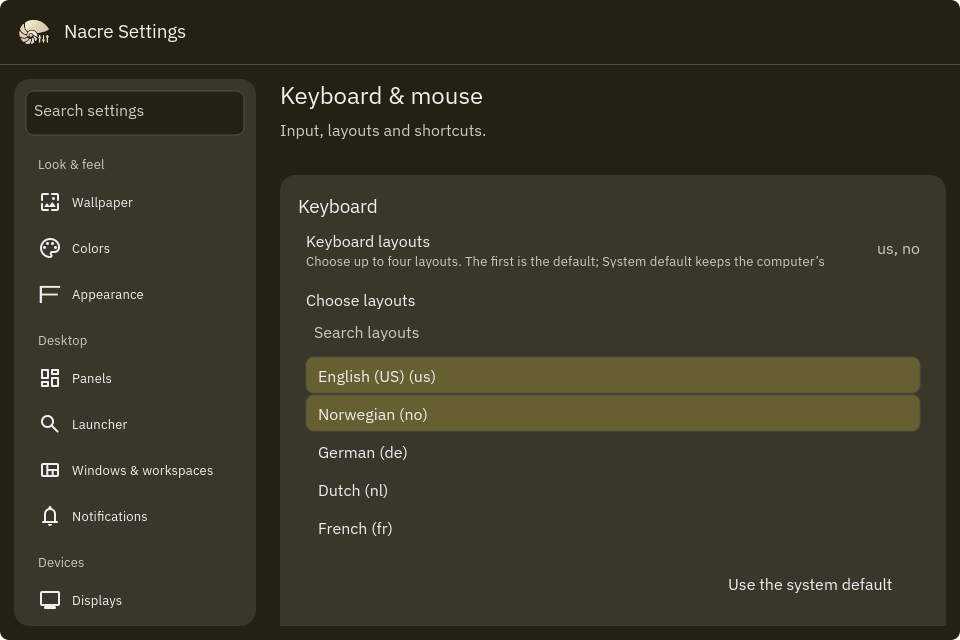 Nacre Settings
Search settings
Look & feel
Wallpaper
Colors
Appearance
Desktop
Panels
Launcher
Windows & workspaces
Notifications
Devices
Displays
Keyboard & mouse
Input, layouts and shortcuts.
Keyboard
Keyboard layouts
Choose up to four layouts. The first is the default; System default keeps the computer’s
us, no
Choose layouts
Search layouts
English (US) (us)
Norwegian (no)
German (de)
Dutch (nl)
French (fr)
Use the system default